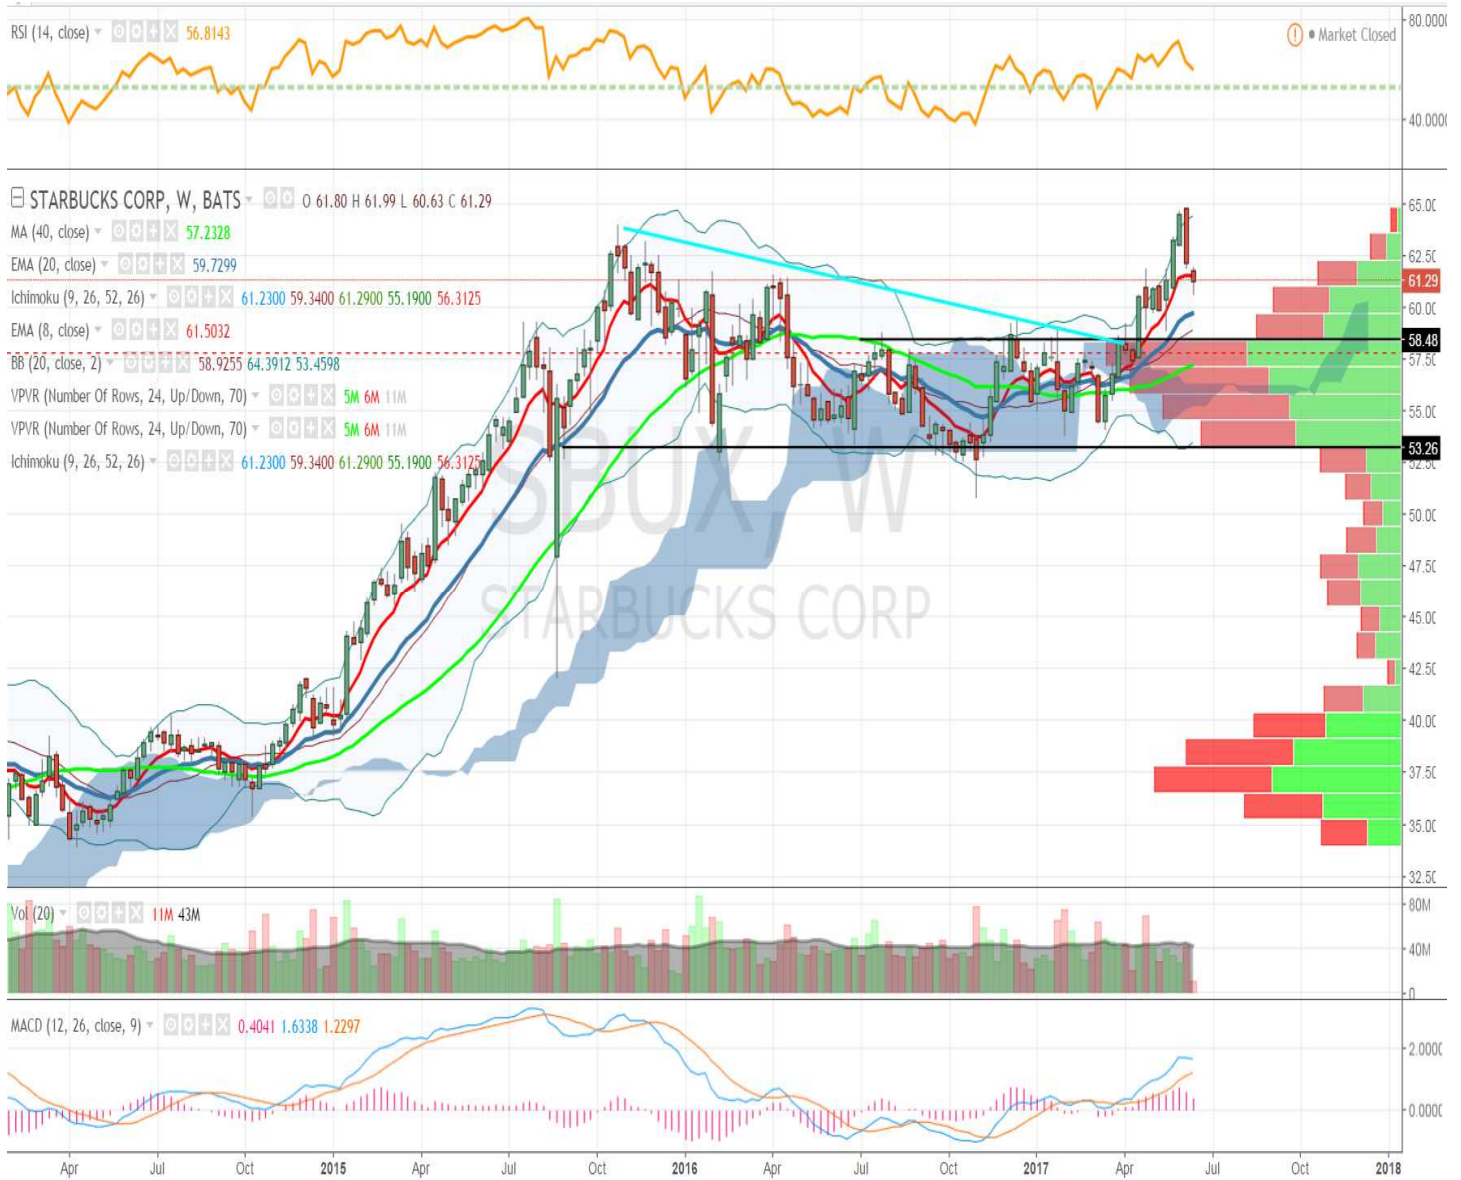 RSI (14, close) 56.8143
Market Closed
80.0000
40.0000
STARBUCKS CORP, W, BATS O 61.80 H 61.99 L 60.63 C 61.29
MA (40, close) 57.2328
EMA (20, close) 59.7299
Ichimoku (9, 26, 52, 26) 61.2300 59.3400 61.2900 55.1900 56.3125
EMA (8, close) 61.5032
BB (20, close, 2) 58.9255 64.3912 53.4598
VPVR (Number Of Rows, 24, Up/Down, 70) 5M 6M 11M
VPVR (Number Of Rows, 24, Up/Down, 70) 5M 6M 11M
Ichimoku (9, 26, 52, 26) 61.2300 59.3400 61.2900 55.1900 56.3125
SBUX, W
STARBUCKS CORP
65.00
62.50
61.29
60.00
58.48
57.50
55.00
53.26
52.50
50.00
47.50
45.00
42.50
40.00
37.50
35.00
32.50
Vol (20) 11M 43M
80M
40M
0
MACD (12, 26, close, 9) 0.4041 1.6338 1.2297
2.0000
0.0000
Apr Jul Oct 2015 Apr Jul Oct 2016 Apr Jul Oct 2017 Apr Jul Oct 2018